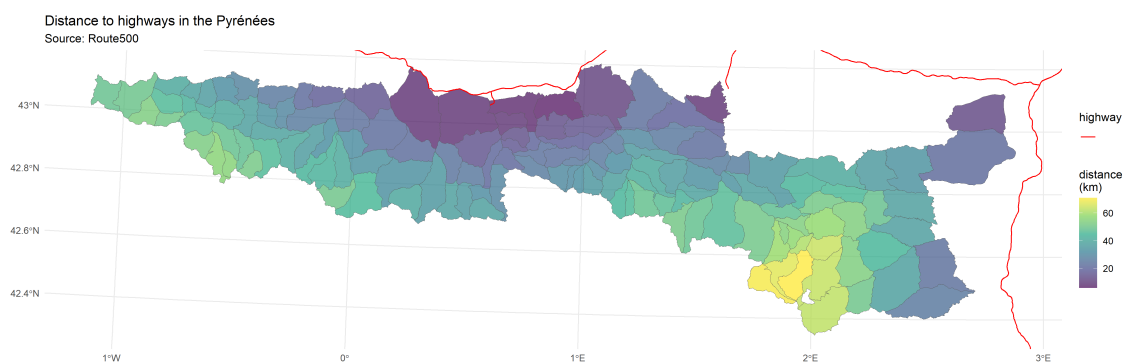 Distance to highways in the Pyrénées
Source: Route500
43°N
42.8°N
42.6°N
42.4°N
1°W
0°
1°E
2°E
3°E
highway
distance
(km)
60
40
20